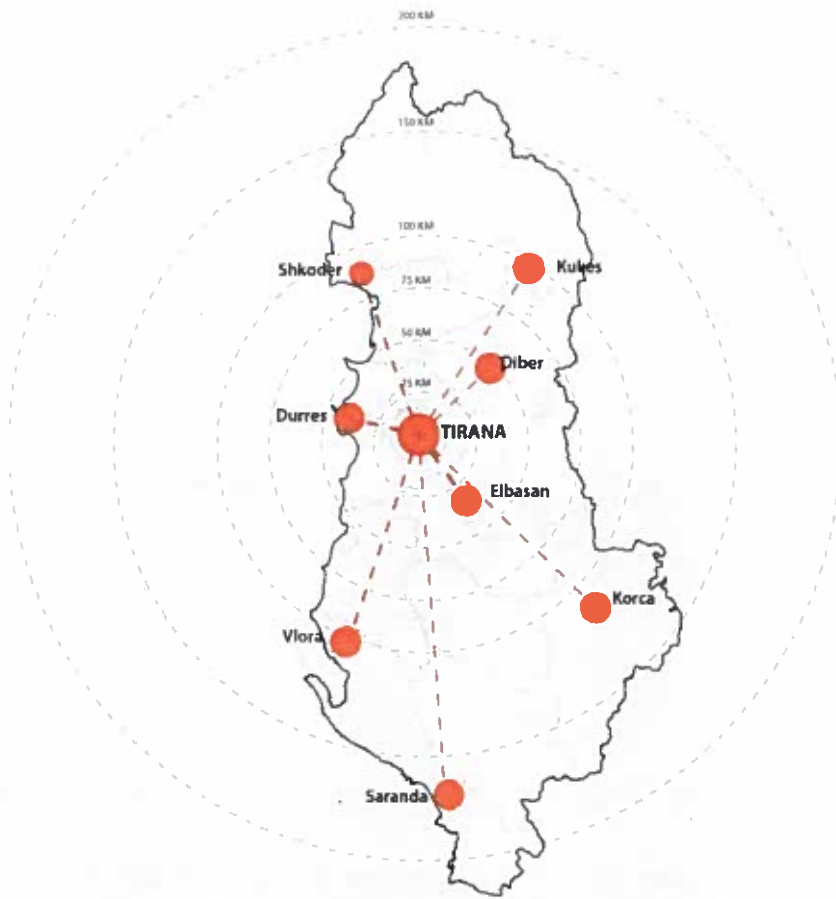 200 KM
150 KM
100 KM
Shkoder
Kukes
75 KM
50 KM
Diber
25 KM
Durres
TIRANA
Elbasan
Korca
Vlora
Saranda